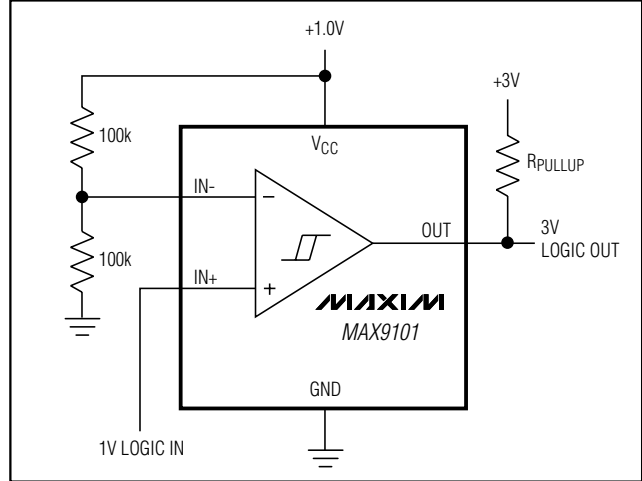 +1.0V
+3V
100k
VCC
RPULLUP
IN-
−
OUT
3V
LOGIC OUT
100k
IN+
+
MAXIM
MAX9101
GND
1V LOGIC IN